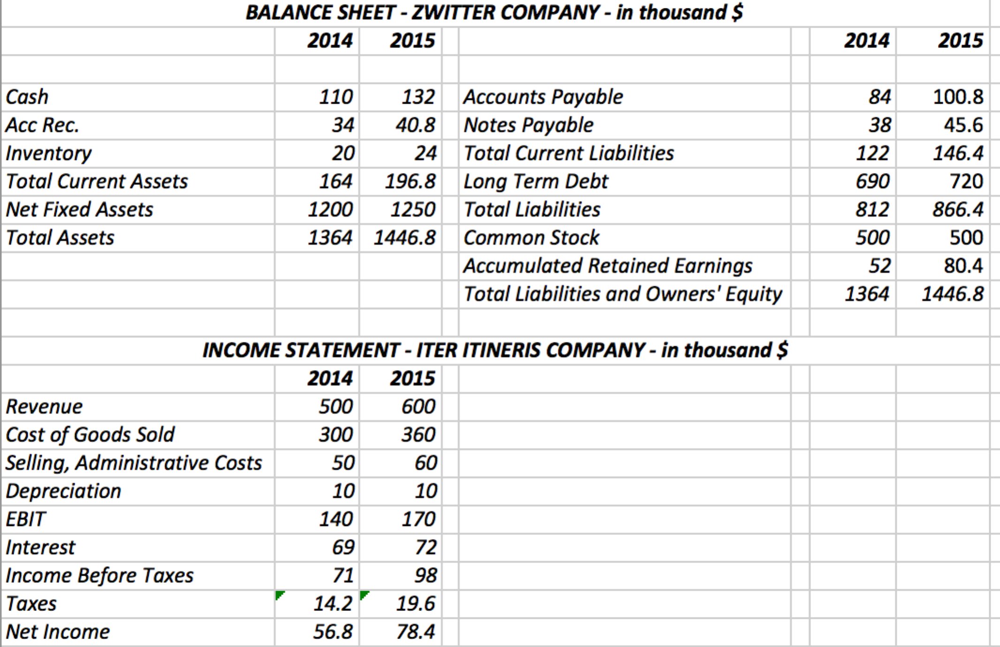 BALANCE SHEET - ZWITTER COMPANY - in thousand $
2014 2015 2014 2015
Cash 110 132 Accounts Payable 84 100.8
Acc Rec. 34 40.8 Notes Payable 38 45.6
Inventory 20 24 Total Current Liabilities 122 146.4
Total Current Assets 164 196.8 Long Term Debt 690 720
Net Fixed Assets 1200 1250 Total Liabilities 812 866.4
Total Assets 1364 1446.8 Common Stock 500 500
Accumulated Retained Earnings 52 80.4
Total Liabilities and Owners' Equity 1364 1446.8
INCOME STATEMENT - ITER ITINERIS COMPANY - in thousand $
2014 2015
Revenue 500 600
Cost of Goods Sold 300 360
Selling, Administrative Costs 50 60
Depreciation 10 10
EBIT 140 170
Interest 69 72
Income Before Taxes 71 98
Taxes 14.2 19.6
Net Income 56.8 78.4